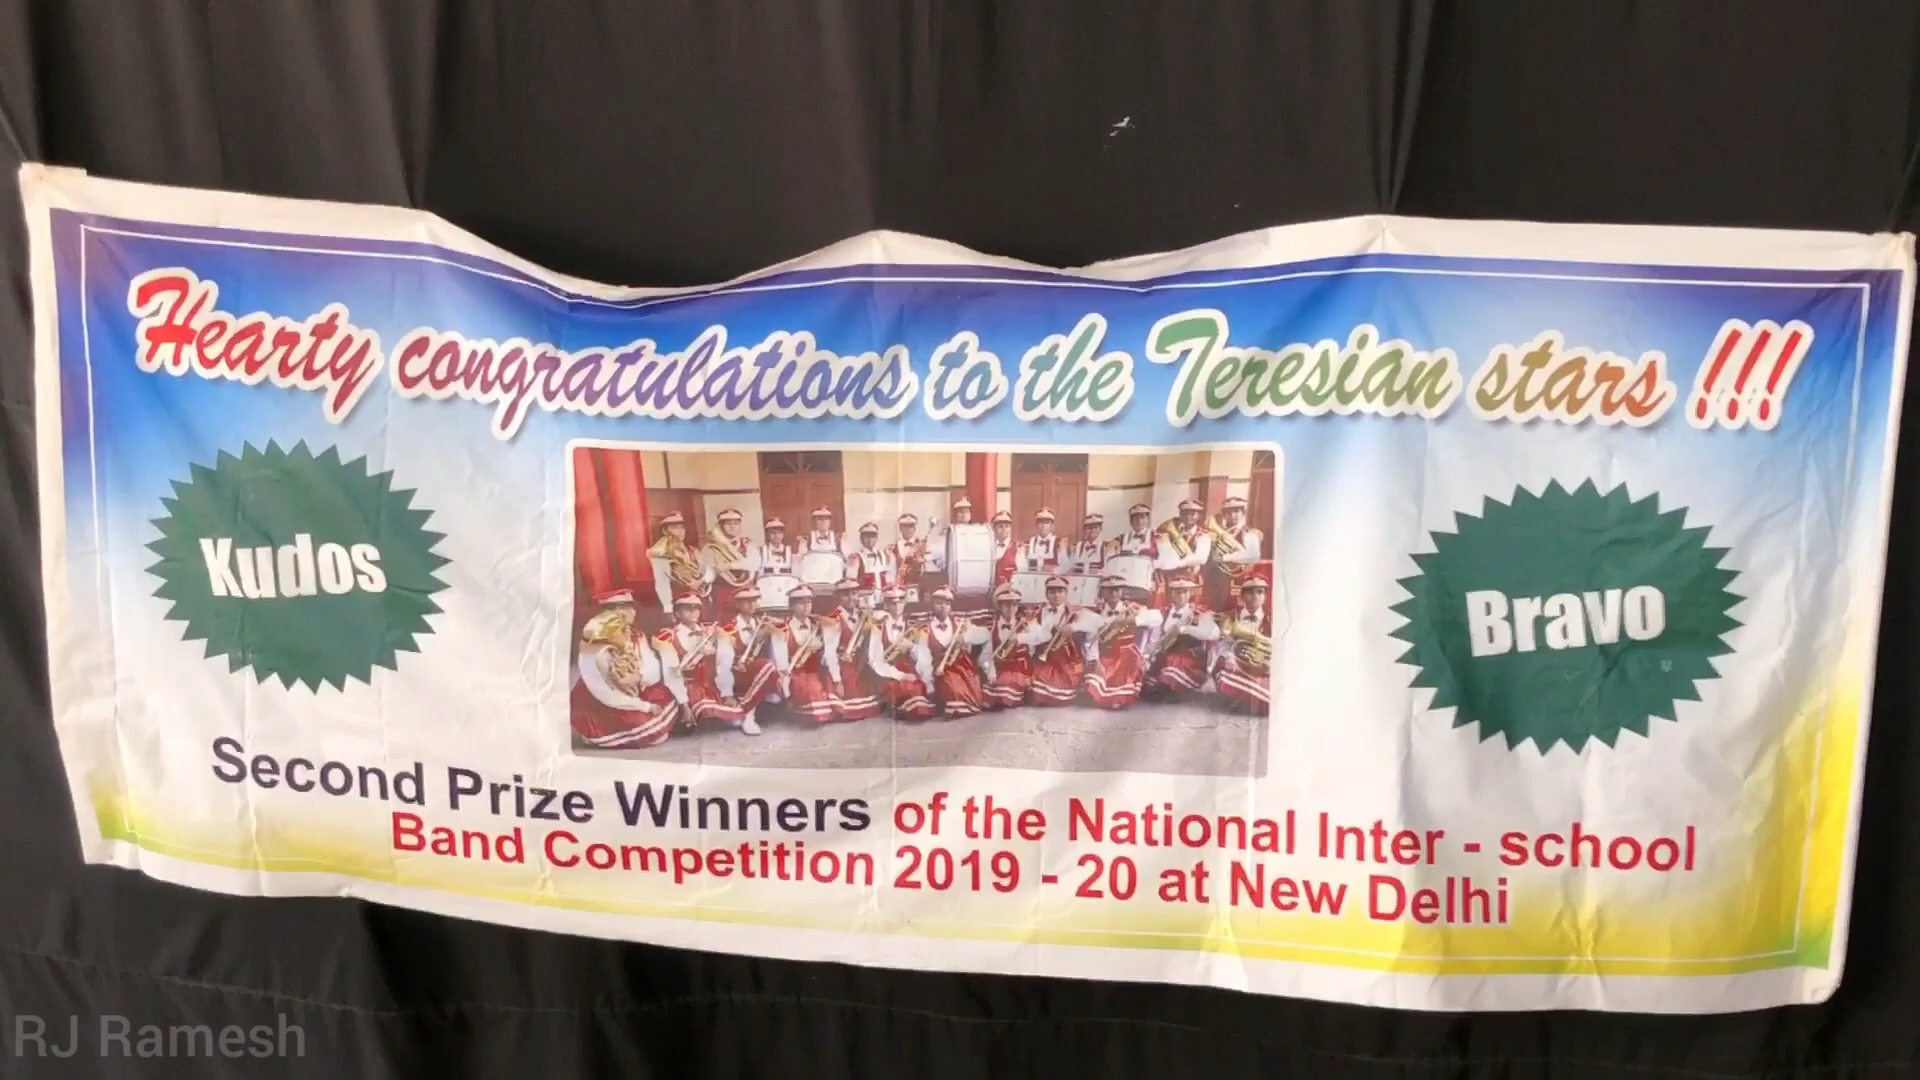 Hearty congratulations to the Teresian stars !!!
Kudos
Bravo
Second Prize Winners of the National Inter - school
Band Competition 2019 - 20 at New Delhi
RJ Ramesh